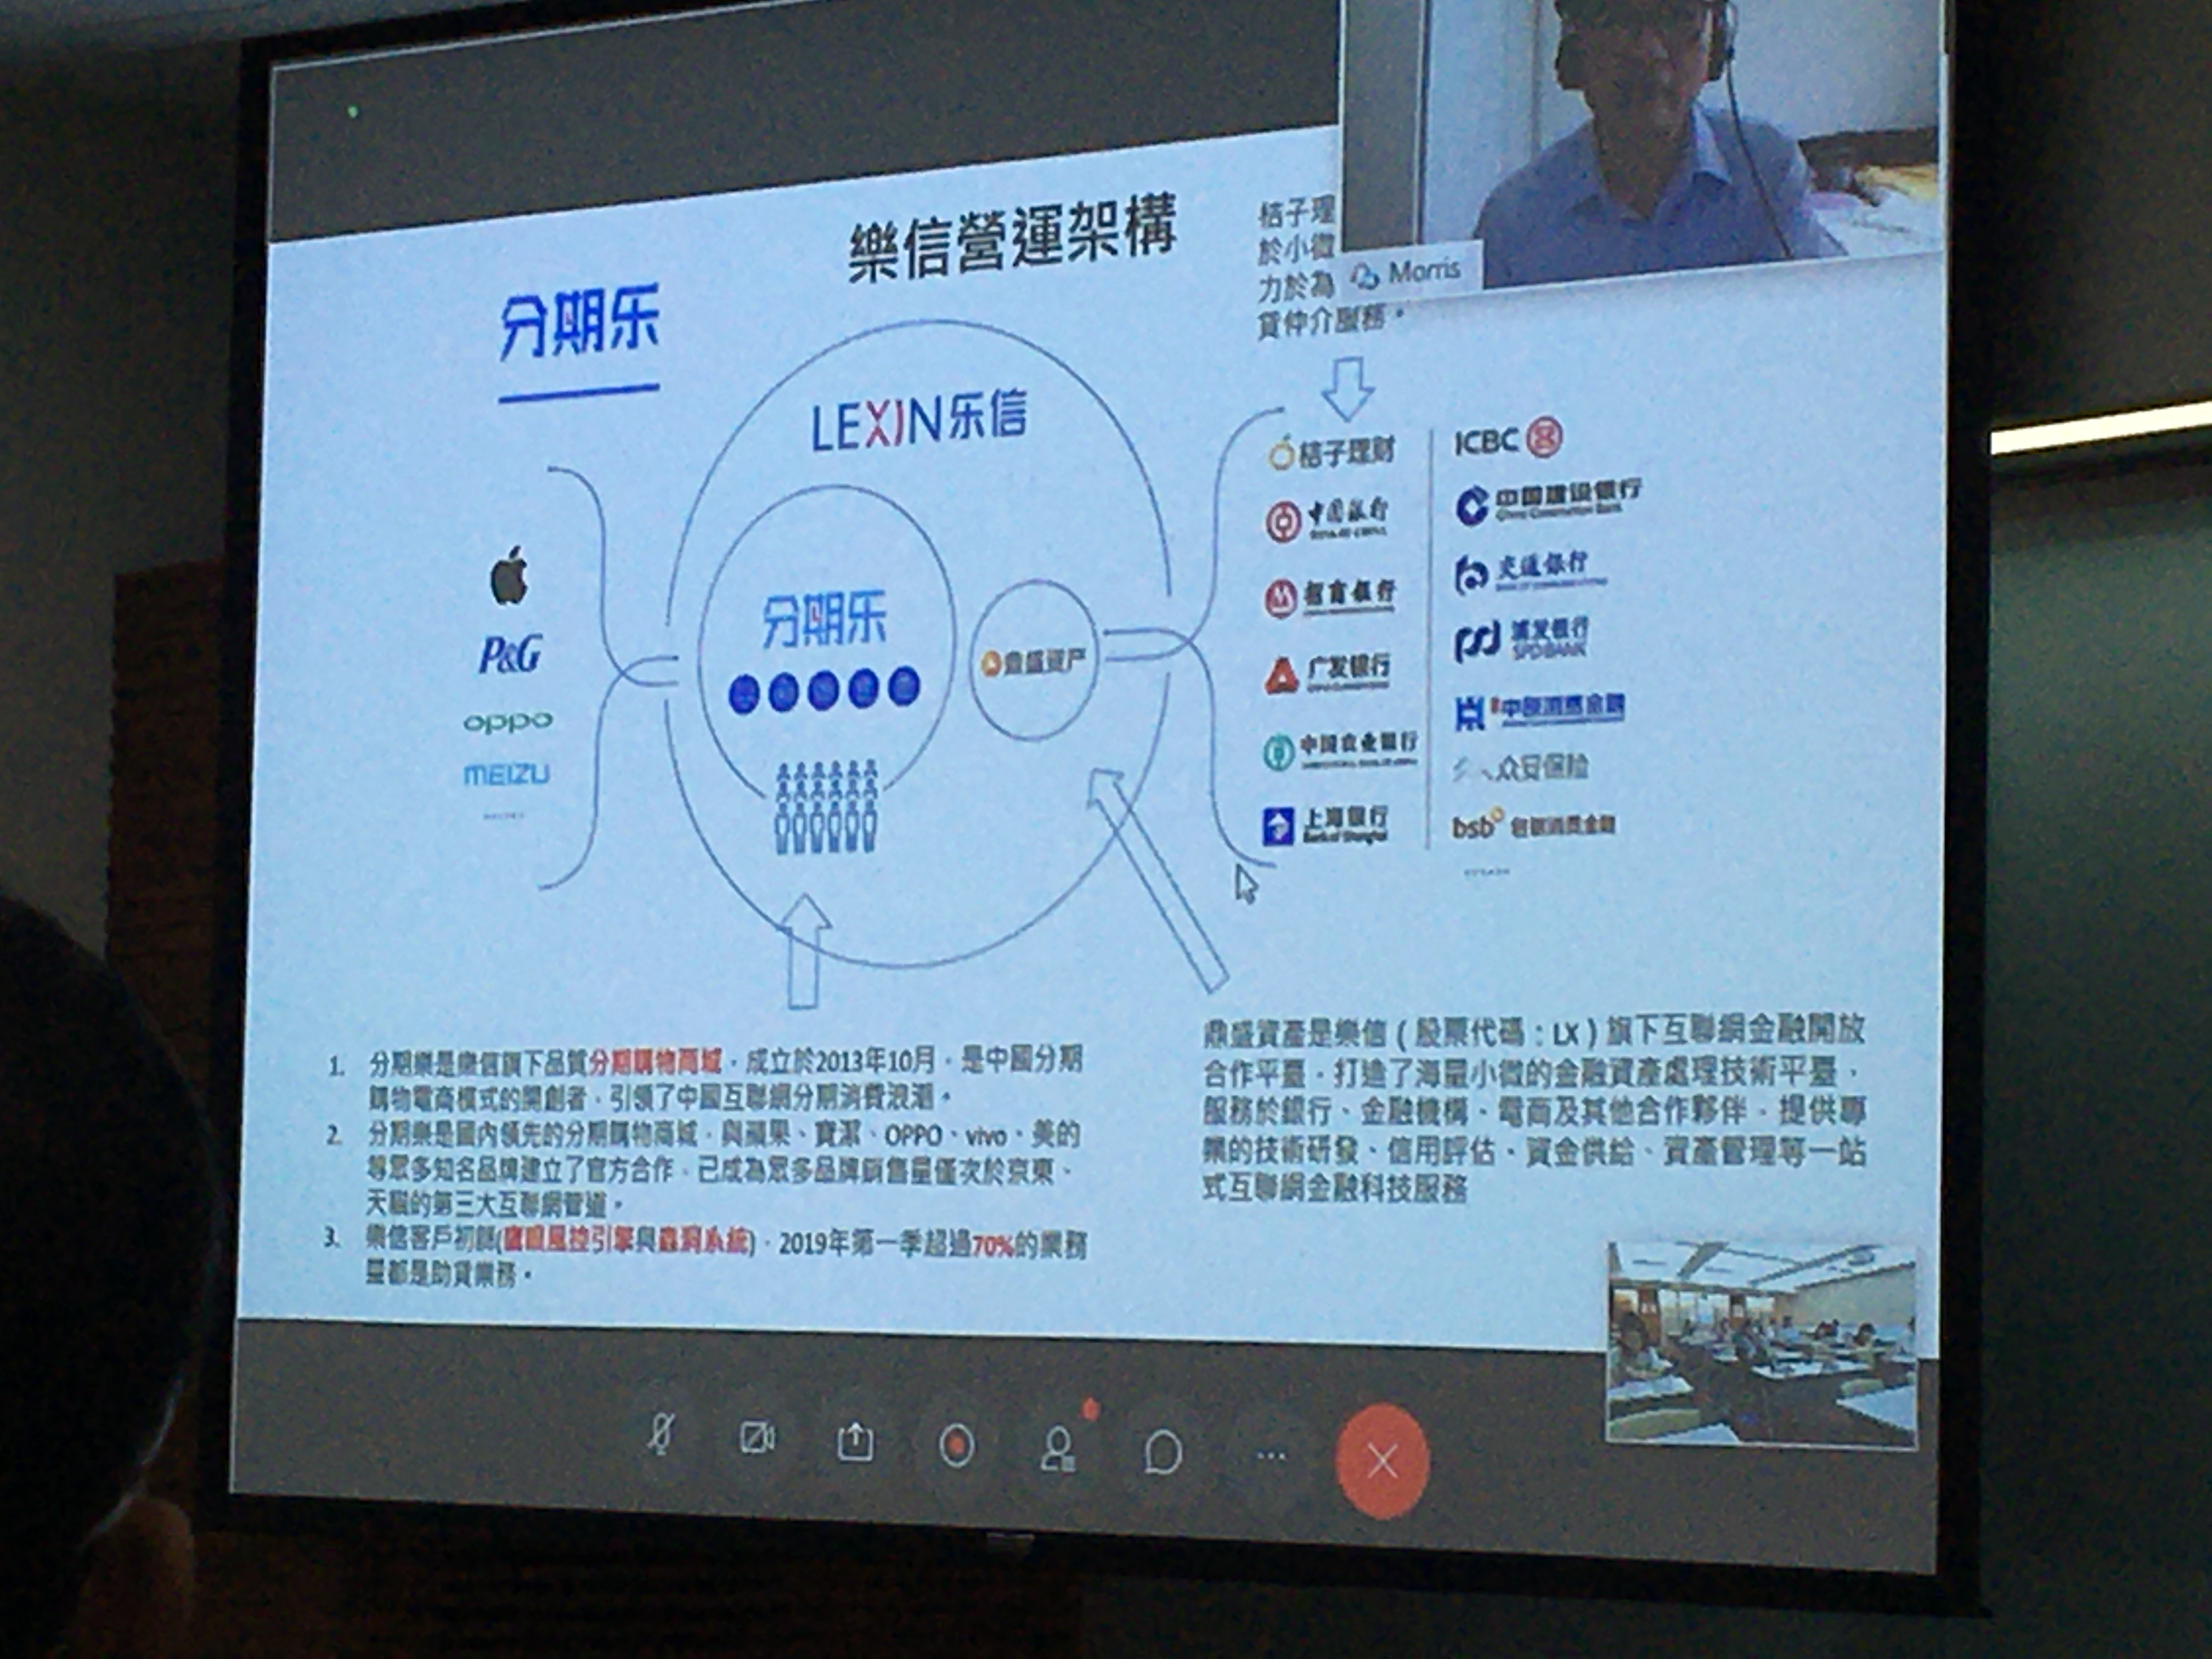 樂信營運架構
分期乐
桔子理
於小微
力於為
貸仲介服務。
Morris
LEXIN乐信
分期乐
鼎盛资产
P&G
oppo
MEIZU
桔子理财
中国银行
BANK OF CHINA
招商银行
广发银行
中国农业银行
上海银行
Bank of Shanghai
ICBC
中国建设银行
China Construction Bank
交通银行
浦发银行
SPD BANK
中邮消费金融
众安保险
bsb 包银消费金融
1. 分期樂是樂信旗下品質分期購物商城，成立於2013年10月，是中國分期
購物電商模式的開創者，引領了中國互聯網分期消費浪潮。
2. 分期樂是國內領先的分期購物商城，與蘋果、寶潔、OPPO、vivo、美的
等眾多知名品牌建立了官方合作，已成為眾多品牌銷售量僅次於京東、
天貓的第三大互聯網管道。
3. 樂信客戶初篩(鷹眼風控引擎與蟲洞系統)，2019年第一季超過70%的業務
量都是助貸業務。
鼎盛資產是樂信（股票代碼：LX）旗下互聯網金融開放
合作平臺，打造了海量小微的金融資產處理技術平臺，
服務於銀行、金融機構、電商及其他合作夥伴，提供專
業的技術研發、信用評估、資金供給、資產管理等一站
式互聯網金融科技服務